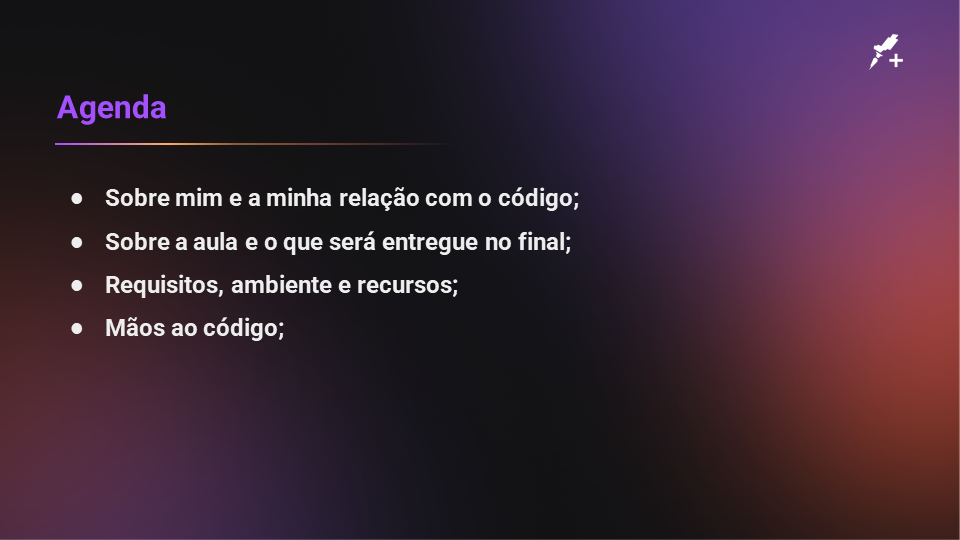 Agenda
● Sobre mim e a minha relação com o código;
● Sobre a aula e o que será entregue no final;
● Requisitos, ambiente e recursos;
● Mãos ao código;